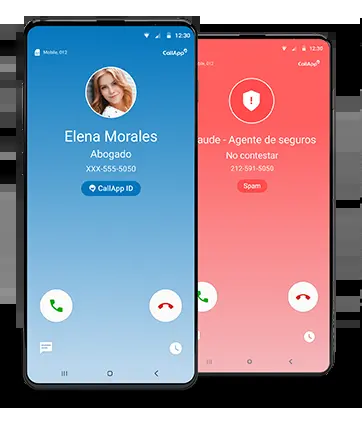 12:30
Mobile, 012
CallApp
Elena Morales
Abogado
XXX-555-5050
CallApp ID
12:30
CallApp
aude - Agente de seguros
No contestar
212-591-5050
Spam